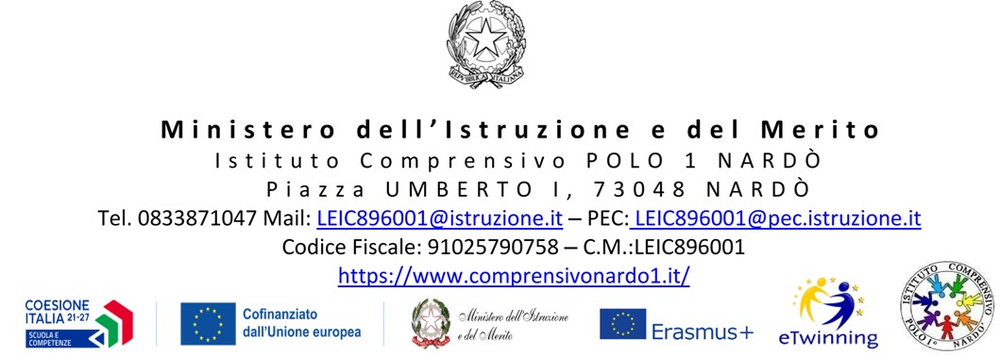 REPVBBLICA ITALIANA
Ministero dell'Istruzione e del Merito
Istituto Comprensivo POLO 1 NARDÒ
Piazza UMBERTO I, 73048 NARDÒ
Tel. 0833871047 Mail: LEIC896001@istruzione.it – PEC: LEIC896001@pec.istruzione.it
Codice Fiscale: 91025790758 – C.M.:LEIC896001
https://www.comprensivonardo1.it/
COESIONE
ITALIA 21-27
SCUOLA E
COMPETENZE
Cofinanziato
dall'Unione europea
Ministero dell'Istruzione
e del Merito
Erasmus+
eTwinning
ISTITUTO COMPRENSIVO
POLO 1° NARDO'